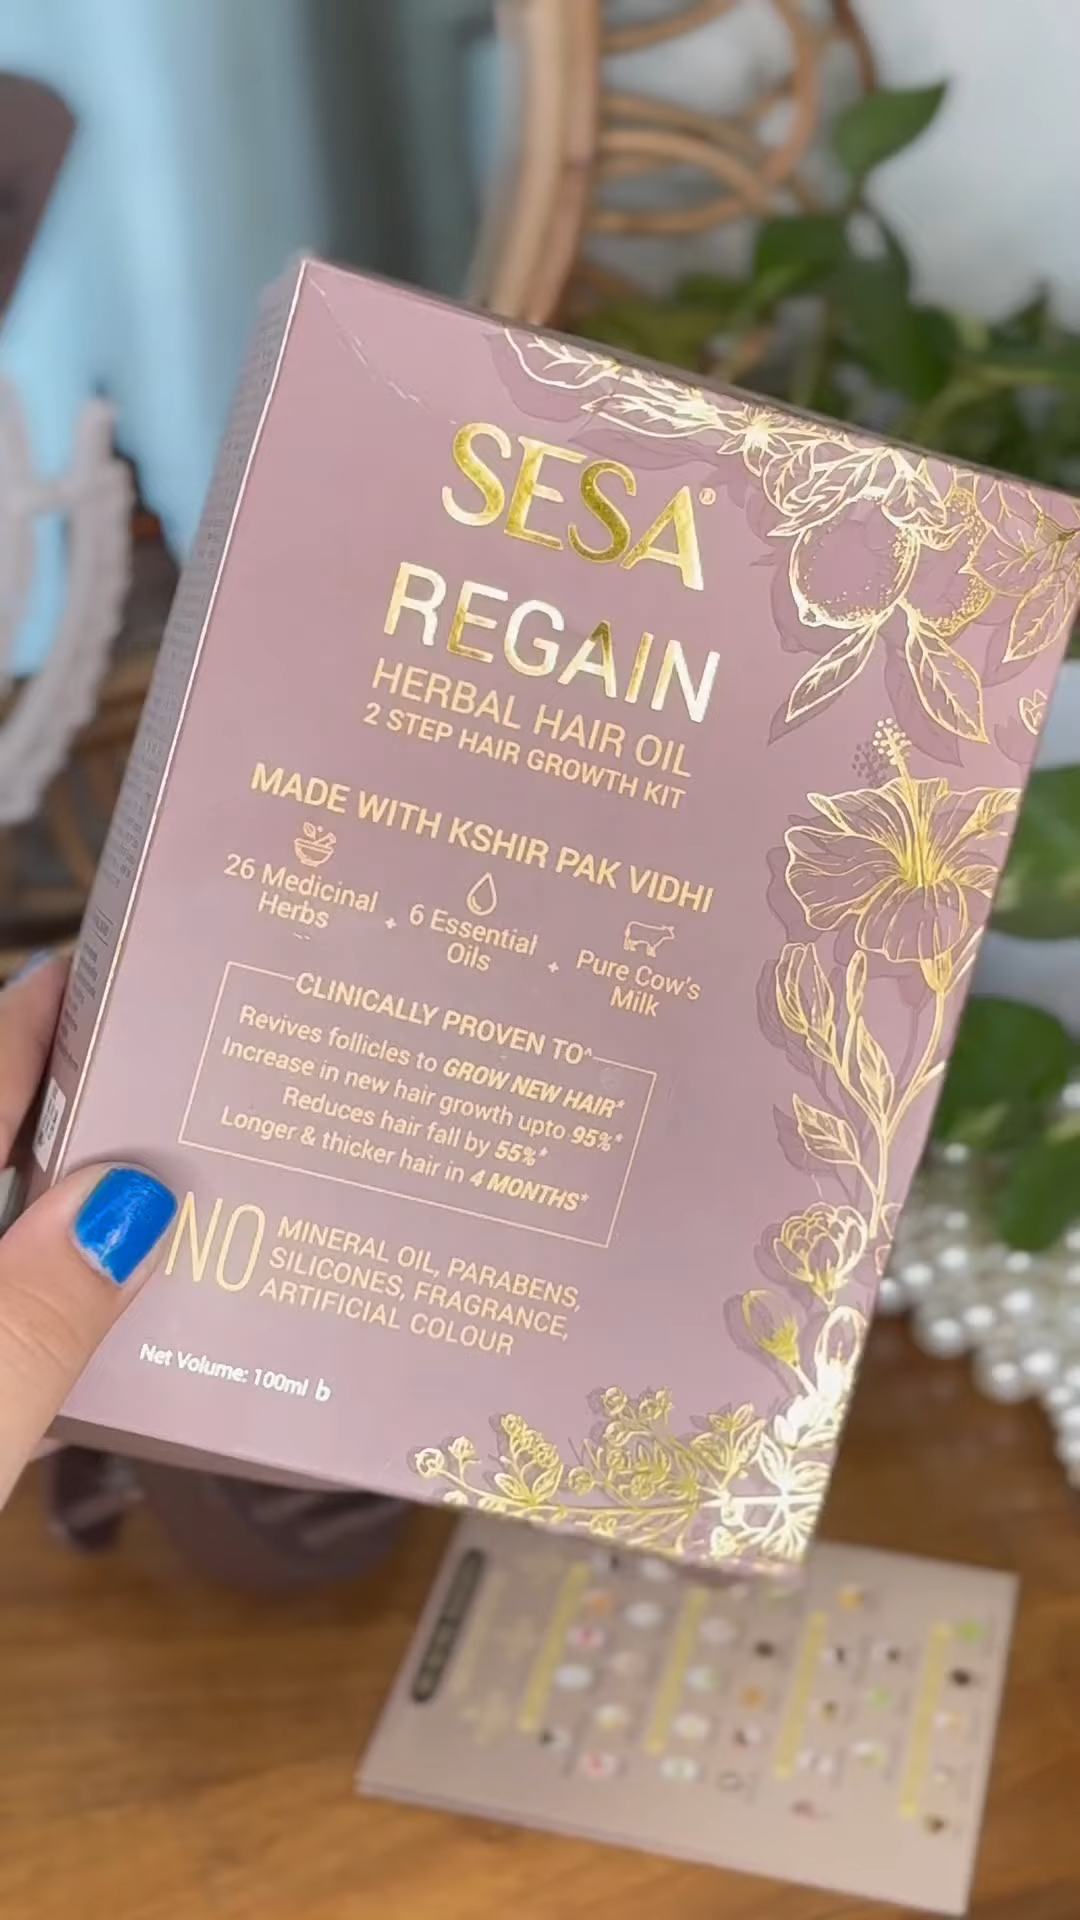 SESA®
REGAIN
HERBAL HAIR OIL
2 STEP HAIR GROWTH KIT
MADE WITH KSHIR PAK VIDHI
26 Medicinal Herbs + 6 Essential Oils + Pure Cow's Milk
CLINICALLY PROVEN TO^
Revives follicles to GROW NEW HAIR*
Increase in new hair growth upto 95%*
Reduces hair fall by 55%*
Longer & thicker hair in 4 MONTHS*
NO MINERAL OIL, PARABENS,
SILICONES, FRAGRANCE,
ARTIFICIAL COLOUR
Net Volume: 100ml b